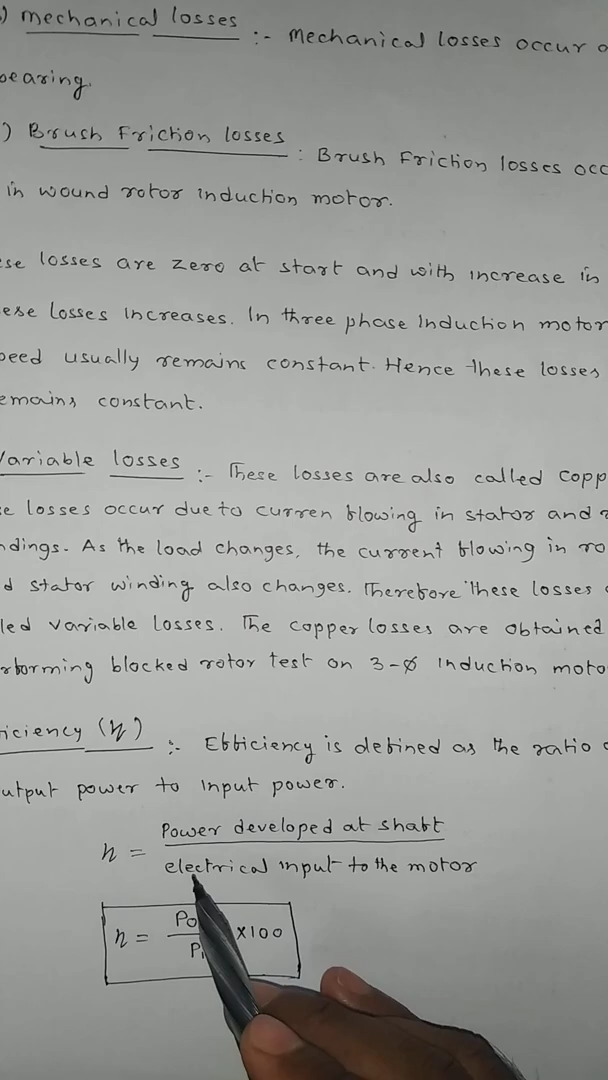 ) mechanical losses :- Mechanical losses occur
bearing.
) Brush Friction losses : Brush Friction losses occ
in wound rotor induction motor.
ese losses are zero at start and with increase in
ese losses increases. In three phase Induction motor
peed usually remains constant. Hence these losses
emains constant.
Variable losses :- These losses are also called Copp
e losses occur due to curren flowing in stator and
ndings. As the load changes, the current flowing in ro
d stator winding also changes. Therefore these losses
led variable losses. The copper losses are obtained
rforming blocked rotor test on 3-ϕ Induction moto
iciency (η) :- Efficiency is defined as the ratio
utput power to input power.
η = Power developed at shaft
electrical input to the motor
η = Po ×100
P